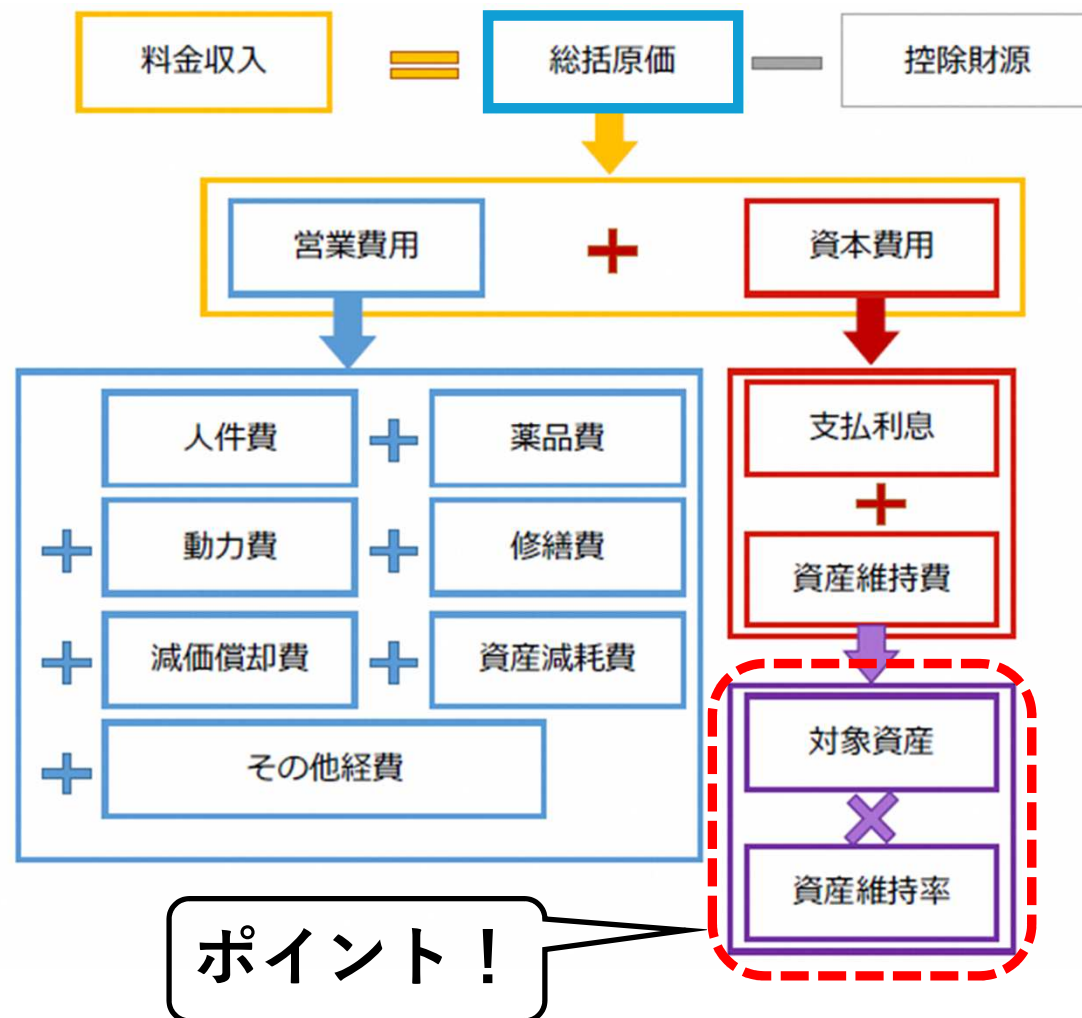 料金収入
総括原価
控除財源
営業費用
資本費用
人件費
薬品費
支払利息
動力費
修繕費
資産維持費
減価償却費
資産減耗費
対象資産
その他経費
資産維持率
ポイント！